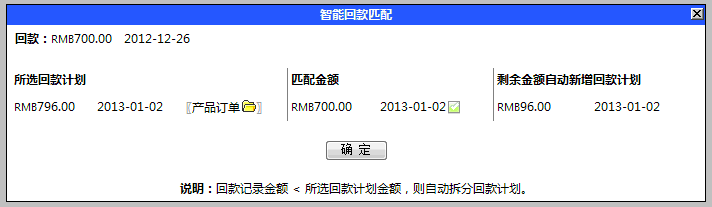 智能回款匹配
回款：RMB700.00 2012-12-26
所选回款计划 匹配金额 剩余金额自动新增回款计划
RMB796.00 2013-01-02 〖产品订单〗 RMB700.00 2013-01-02 RMB96.00 2013-01-02
确 定
说明：回款记录金额 < 所选回款计划金额，则自动拆分回款计划。